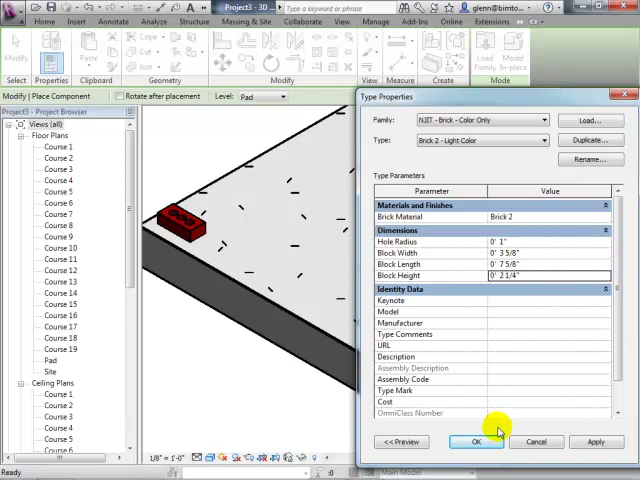 Project3 - 3D ...
Type a keyword or phrase
glenn@bimto...
Home Insert Annotate Analyze Structure Massing & Site Collaborate View Manage Add-Ins Online Extensions
Modify
Cope
Cut
Join
Select Properties Clipboard Geometry Modify Measure Create Mode
Paste
Load Family
Model In-place
Modify | Place Component Rotate after placement Level: Pad
Project3 - Project Browser
Views (all)
Floor Plans
Course 1
Course 2
Course 3
Course 4
Course 5
Course 6
Course 7
Course 8
Course 9
Course 10
Course 11
Course 12
Course 13
Course 14
Course 15
Course 16
Course 17
Course 18
Course 19
Pad
Site
Ceiling Plans
Course 1
Course 2
Course 3
Course 4
Course 5
Course 6
Type Properties
Family: NJIT - Brick - Color Only Load...
Type: Brick 2 - Light Color Duplicate...
Rename...
Type Parameters
Parameter Value
Materials and Finishes
Brick Material Brick 2
Dimensions
Hole Radius 0' 1"
Block Width 0' 3 5/8"
Block Length 0' 7 5/8"
Block Height 0' 2 1/4"
Identity Data
Keynote
Model
Manufacturer
Type Comments
URL
Description
Assembly Description
Assembly Code
Type Mark
Cost
OmniClass Number
<< Preview OK Cancel Apply
1/8" = 1'-0"
Ready :0 Main Model